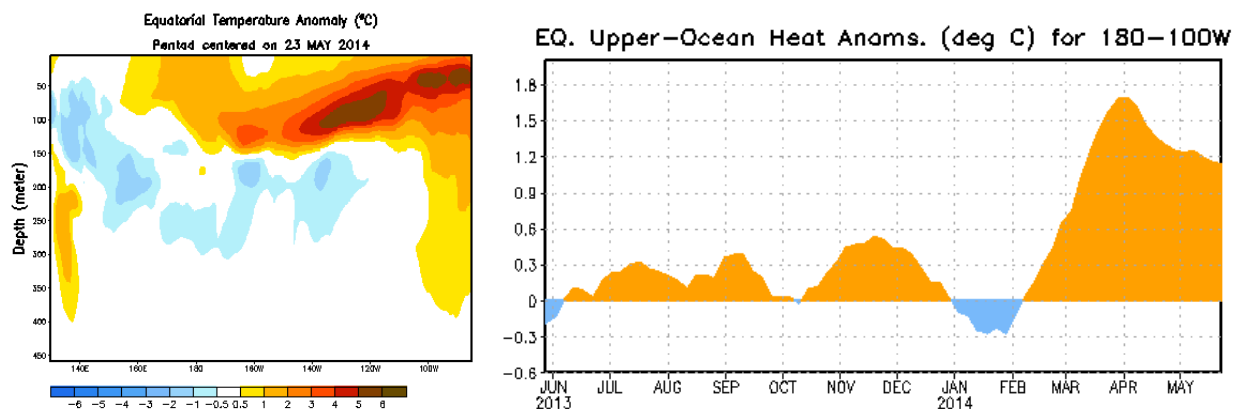 Equatorial Temperature Anomaly (°C)
Pentad centered on 23 MAY 2014
Depth (meter)
50
100
150
200
250
300
350
400
450
140E 160E 180 160W 140W 120W 100W
-6 -5 -4 -3 -2 -1 -0.5 0.5 1 2 3 4 5 6
EQ. Upper-Ocean Heat Anoms. (deg C) for 180-100W
1.8
1.5
1.2
0.9
0.6
0.3
0
-0.3
-0.6
JUN JUL AUG SEP OCT NOV DEC JAN FEB MAR APR MAY
2013 2014